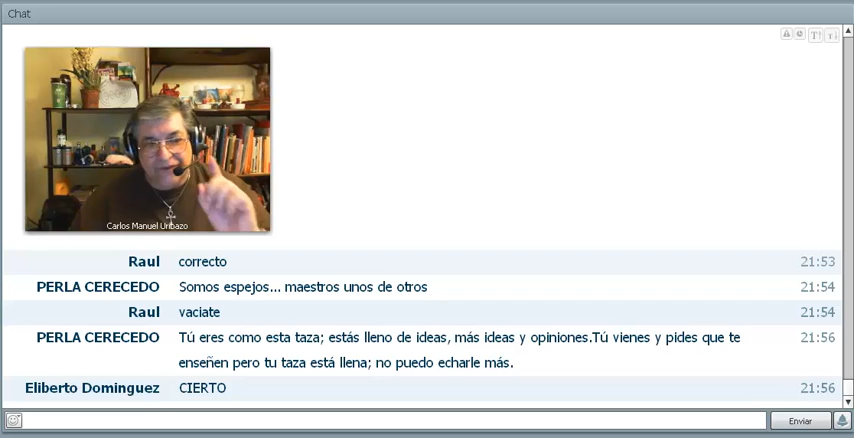 Chat
Carlos Manuel Uribazo
Raul correcto 21:53
PERLA CERECEDO Somos espejos... maestros unos de otros 21:54
Raul vaciate 21:54
PERLA CERECEDO Tú eres como esta taza; estás lleno de ideas, más ideas y opiniones.Tú vienes y pides que te 21:56
enseñen pero tu taza está llena; no puedo echarle más.
Eliberto Dominguez CIERTO 21:56
Enviar